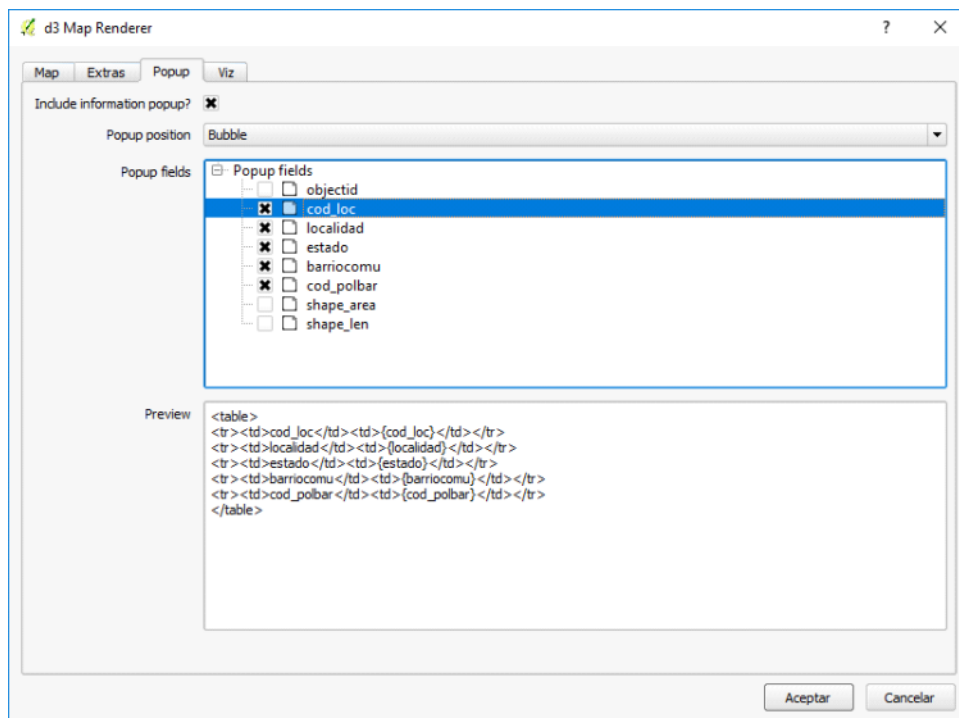 d3 Map Renderer
Map Extras Popup Viz
Include information popup?
Popup position Bubble
Popup fields Popup fields
objectid
cod_loc
localidad
estado
barriocomu
cod_polbar
shape_area
shape_len
Preview <table>
<tr><td>cod_loc</td><td>{cod_loc}</td></tr>
<tr><td>localidad</td><td>{localidad}</td></tr>
<tr><td>estado</td><td>{estado}</td></tr>
<tr><td>barriocomu</td><td>{barriocomu}</td></tr>
<tr><td>cod_polbar</td><td>{cod_polbar}</td></tr>
</table>
Aceptar Cancelar